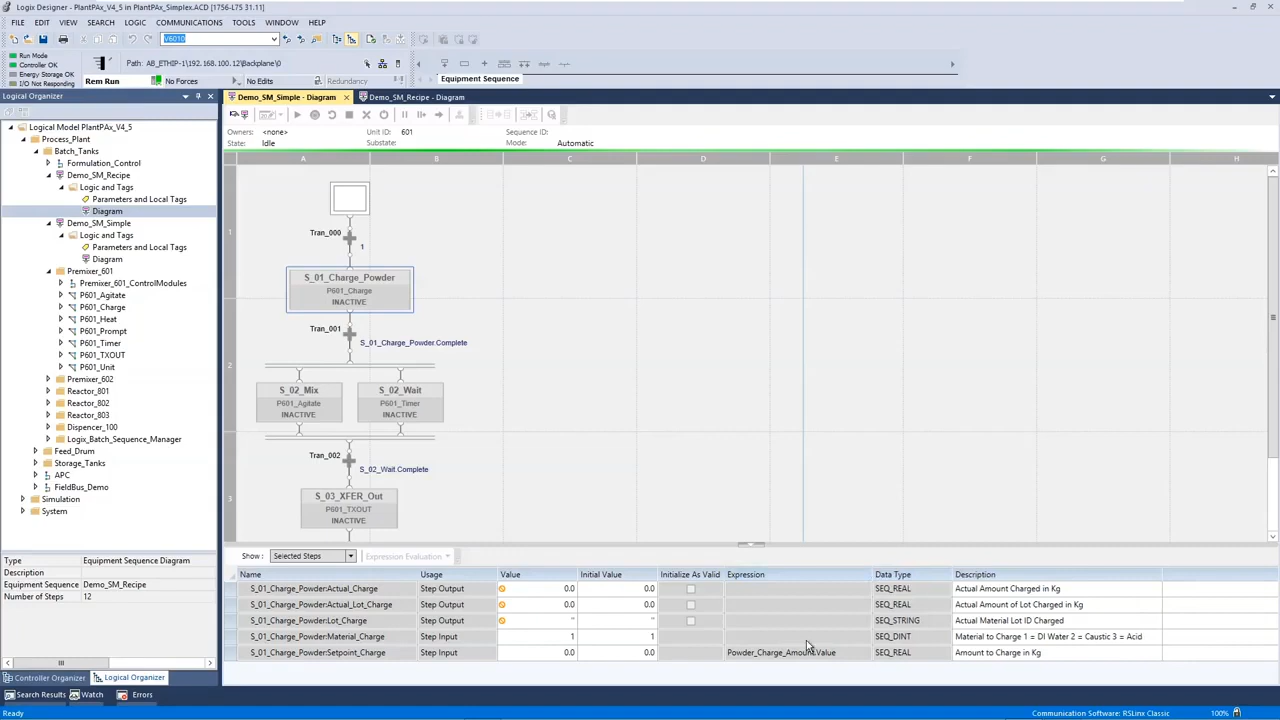 Logix Designer - PlantPAx_V4_5 in PlantPAx_Simplex.ACD [1756-L75 31.11]
FILE EDIT VIEW SEARCH LOGIC COMMUNICATIONS TOOLS WINDOW HELP
V6010
Run Mode
Controller OK
Energy Storage OK
I/O Not Responding
Path: AB_ETHIP-1\192.168.100.12\Backplane\0
Rem Run No Forces No Edits Redundancy
Equipment Sequence
Logical Organizer
Logical Model PlantPAx_V4_5
Process_Plant
Batch_Tanks
Formulation_Control
Demo_SM_Recipe
Logic and Tags
Parameters and Local Tags
Diagram
Demo_SM_Simple
Logic and Tags
Parameters and Local Tags
Diagram
Premixer_601
Premixer_601_ControlModules
P601_Agitate
P601_Charge
P601_Heat
P601_Prompt
P601_Timer
P601_TXOUT
P601_Unit
Premixer_602
Reactor_801
Reactor_802
Reactor_803
Dispencer_100
Logix_Batch_Sequence_Manager
Feed_Drum
Storage_Tanks
APC
FieldBus_Demo
Simulation
System
Type Equipment Sequence Diagram
Description
Equipment Sequence Demo_SM_Recipe
Number of Steps 12
Controller Organizer Logical Organizer
Demo_SM_Simple - Diagram Demo_SM_Recipe - Diagram
Owners: <none> Unit ID: 601 Sequence ID:
State: Idle Substate: Mode: Automatic
A B C D E F G H
1
Tran_000
1
S_01_Charge_Powder
P601_Charge
INACTIVE
Tran_001
S_01_Charge_Powder.Complete
2
S_02_Mix S_02_Wait
P601_Agitate P601_Timer
INACTIVE INACTIVE
Tran_002
S_02_Wait.Complete
3
S_03_XFER_Out
P601_TXOUT
INACTIVE
Show : Selected Steps Expression Evaluation
Name Usage Value Initial Value Initialize As Valid Expression Data Type Description
S_01_Charge_Powder.Actual_Charge Step Output 0.0 0.0 SEQ_REAL Actual Amount Charged in Kg
S_01_Charge_Powder.Actual_Lot_Charge Step Output 0.0 0.0 SEQ_REAL Actual Amount of Lot Charged in Kg
S_01_Charge_Powder.Lot_Charge Step Output '' '' SEQ_STRING Actual Material Lot ID Charged
S_01_Charge_Powder.Material_Charge Step Input 1 1 SEQ_DINT Material to Charge 1 = DI Water 2 = Caustic 3 = Acid
S_01_Charge_Powder.Setpoint_Charge Step Input 0.0 0.0 Powder_Charge_Amount.Value SEQ_REAL Amount to Charge in Kg
Search Results Watch Errors
Ready Communication Software: RSLinx Classic 100%